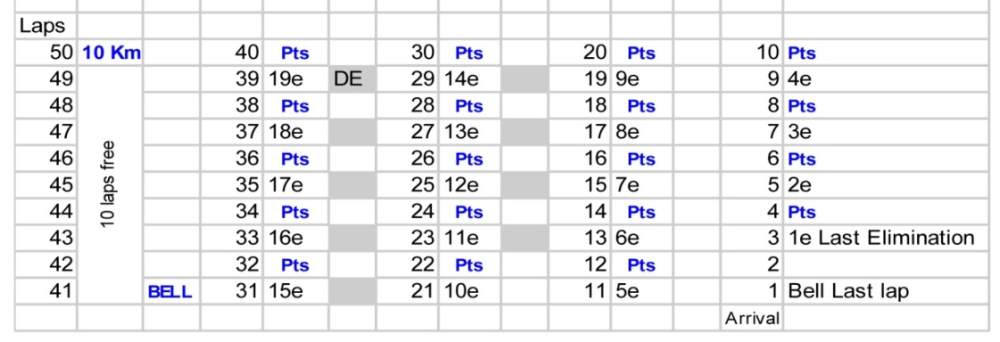 Laps
50 10 Km 40 Pts 30 Pts 20 Pts 10 Pts
49 39 19e DE 29 14e 19 9e 9 4e
48 38 Pts 28 Pts 18 Pts 8 Pts
47 37 18e 27 13e 17 8e 7 3e
46 36 Pts 26 Pts 16 Pts 6 Pts
45 35 17e 25 12e 15 7e 5 2e
44 34 Pts 24 Pts 14 Pts 4 Pts
43 33 16e 23 11e 13 6e 3 1e Last Elimination
42 32 Pts 22 Pts 12 Pts 2
41 BELL 31 15e 21 10e 11 5e 1 Bell Last lap
10 laps free
Arrival